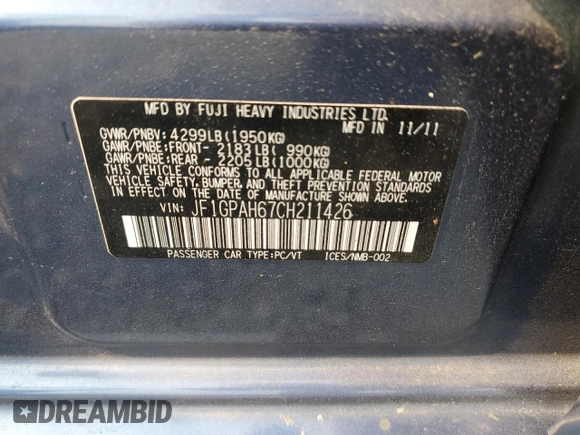 MFD BY FUJI HEAVY INDUSTRIES LTD.
MFD IN 11/11
GVWR/PNBV: 4299LB(1950KG)
GAWR/PNBE:FRONT- 2183LB( 990KG)
GAWR/PNBE:REAR - 2205LB(1000KG)
THIS VEHICLE CONFORMS TO ALL APPLICABLE FEDERAL MOTOR
VEHICLE SAFETY, BUMPER, AND THEFT PREVENTION STANDARDS
IN EFFECT ON THE DATE OF MANUFACTURE SHOWN ABOVE.
VIN: JF1GPAH67CH211426
PASSENGER CAR TYPE:PC/VT ICES/NMB-002
DREAMBID